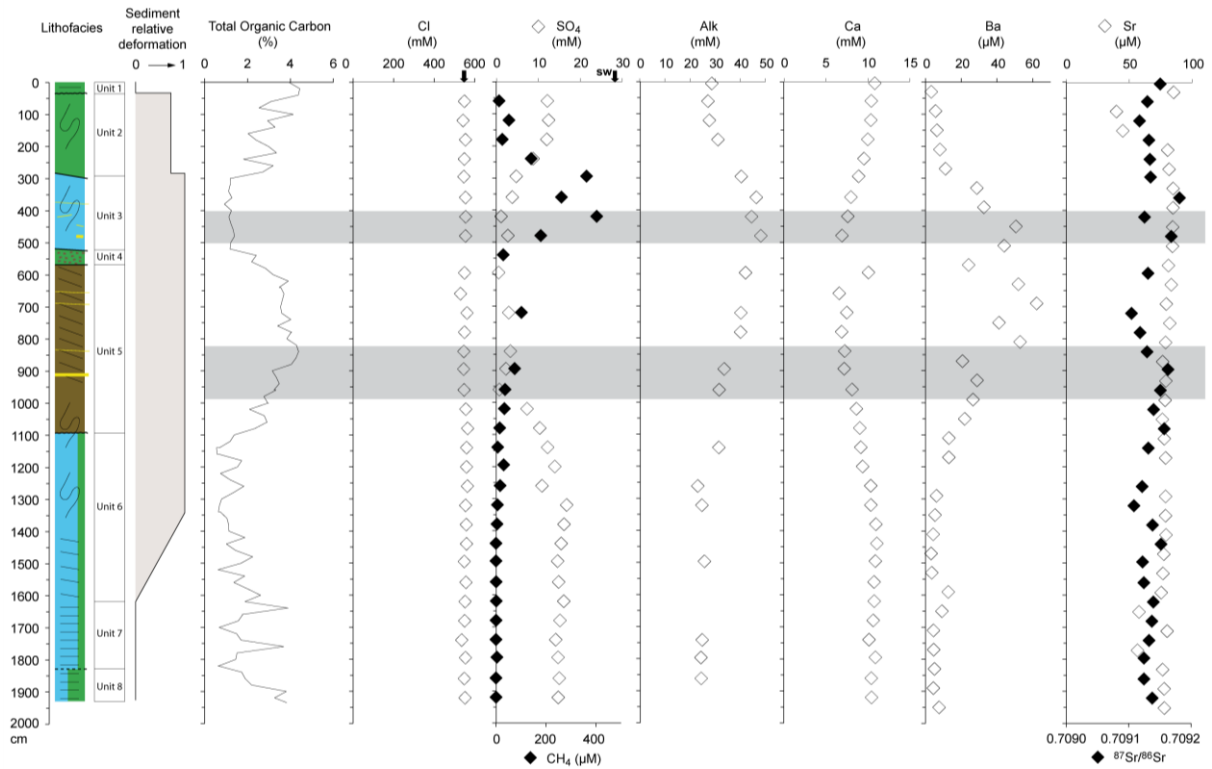 Lithofacies
Sediment
relative
deformation
0 1
Total Organic Carbon
(%)
0 2 4 6
Cl
(mM)
0 200 400 600
SO4
(mM)
0 10 20 30
sw
Alk
(mM)
0 10 20 30 40 50
Ca
(mM)
0 5 10 15
Ba
(µM)
0 20 40 60
Sr
(µM)
0 50 100
0
100
200
300
400
500
600
700
800
900
1000
1100
1200
1300
1400
1500
1600
1700
1800
1900
2000
cm
Unit 1
Unit 2
Unit 3
Unit 4
Unit 5
Unit 6
Unit 7
Unit 8
0 200 400
CH4 (µM)
0.7090 0.7091 0.7092
87Sr/86Sr